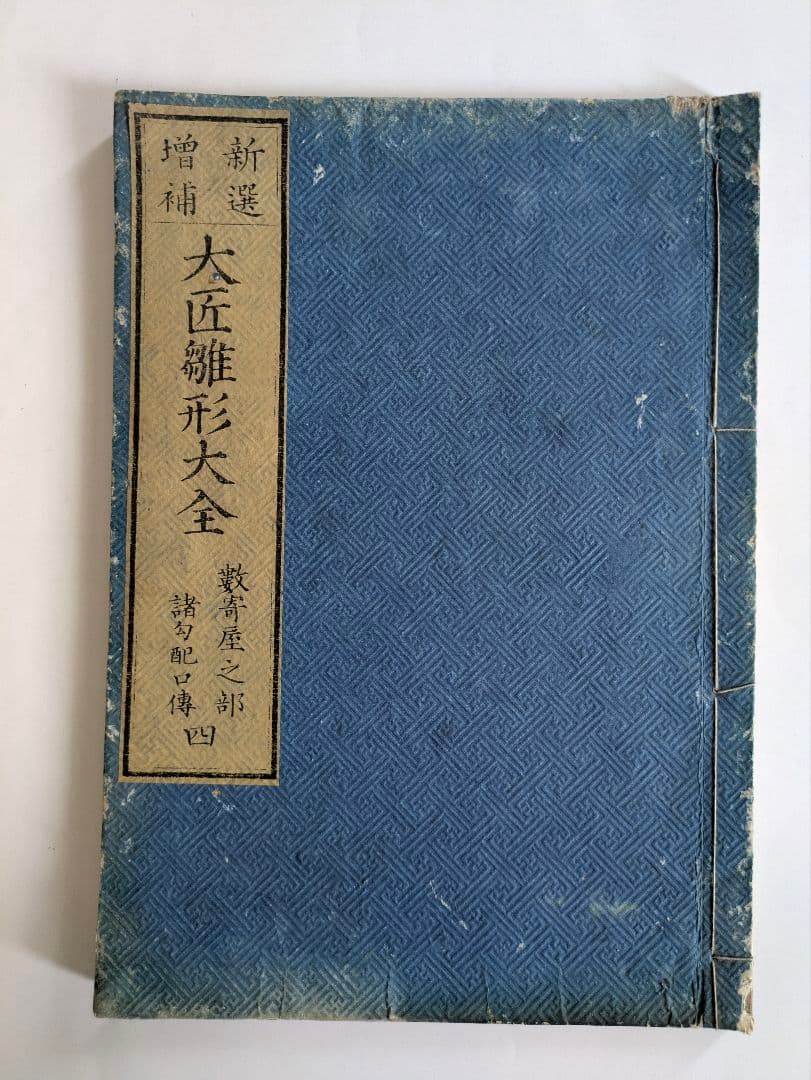 新選
増補
大匠雛形大全
數寄屋之部
諸勾配口傳
四